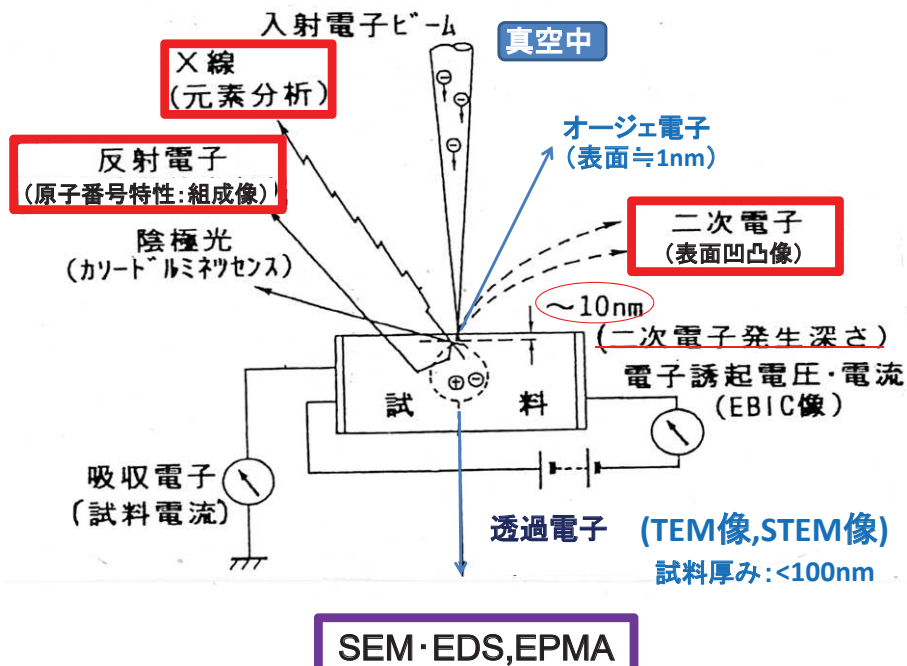 入射電子ビーム
真空中
X線
(元素分析)
オージェ電子
(表面≒1nm)
反射電子
(原子番号特性:組成像)
二次電子
(表面凹凸像)
陰極光
(カソードルミネツセンス)
～10nm
(二次電子発生深さ)
電子誘起電圧・電流
(EBIC像)
試料
吸収電子
(試料電流)
透過電子 (TEM像,STEM像)
試料厚み:<100nm
SEM・EDS,EPMA